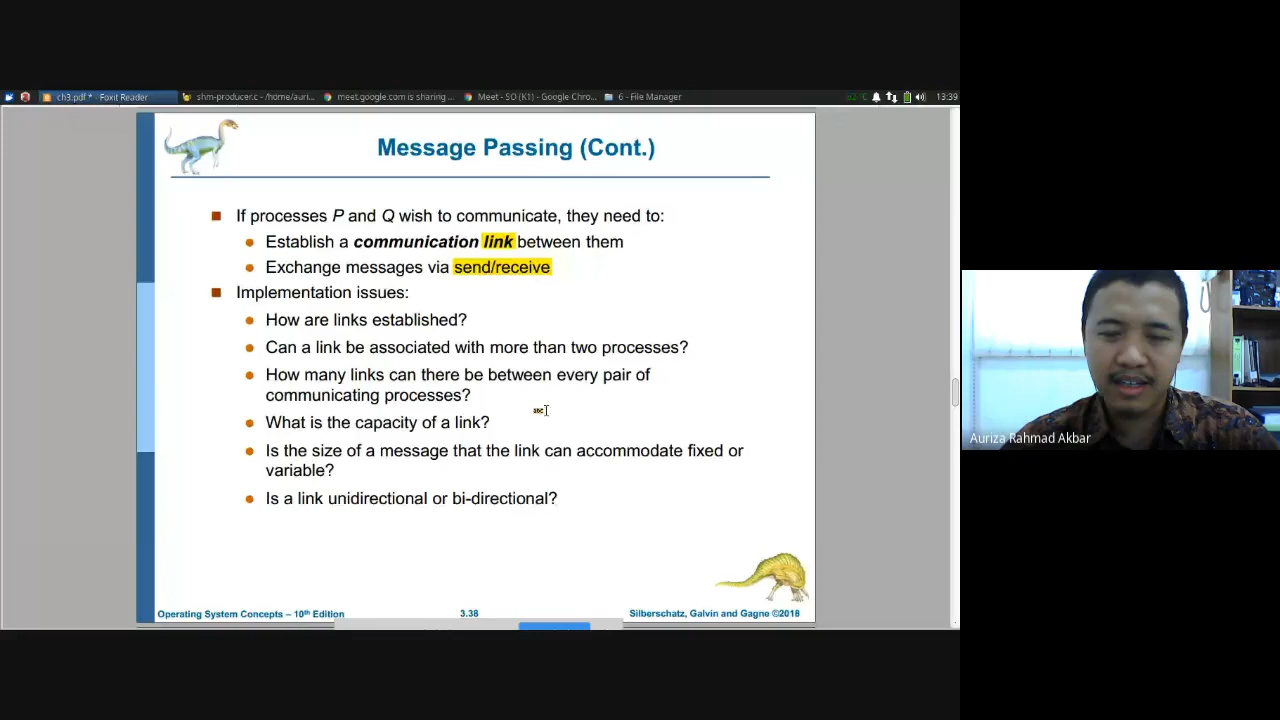 ch3.pdf * - Foxit Reader
shm-producer.c - /home/auri...
meet.google.com is sharing ...
Meet - SO (K1) - Google Chro...
6 - File Manager
13:39
Message Passing (Cont.)
If processes P and Q wish to communicate, they need to:
Establish a communication link between them
Exchange messages via send/receive
Implementation issues:
How are links established?
Can a link be associated with more than two processes?
How many links can there be between every pair of
communicating processes?
What is the capacity of a link?
Is the size of a message that the link can accommodate fixed or
variable?
Is a link unidirectional or bi-directional?
Operating System Concepts – 10th Edition
3.38
Silberschatz, Galvin and Gagne ©2018
Auriza Rahmad Akbar